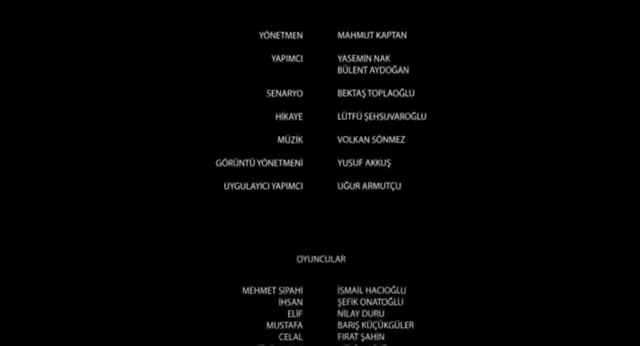 YÖNETMEN MAHMUT KAPTAN
YAPIMCI YASEMİN NAK
BÜLENT AYDOĞAN
SENARYO BEKTAŞ TOPLAOĞLU
HİKAYE LÜTFÜ ŞEHSUVAROĞLU
MÜZİK VOLKAN SÖNMEZ
GÖRÜNTÜ YÖNETMENİ YUSUF AKKUŞ
UYGULAYICI YAPIMCI UĞUR ARMUTÇU
OYUNCULAR
MEHMET SİPAHİ İSMAİL HACIOĞLU
İHSAN ŞEFİK ONATOĞLU
ELİF NİLAY DURU
MUSTAFA BARIŞ KÜÇÜKGÜLER
CELAL FIRAT ŞAHİN